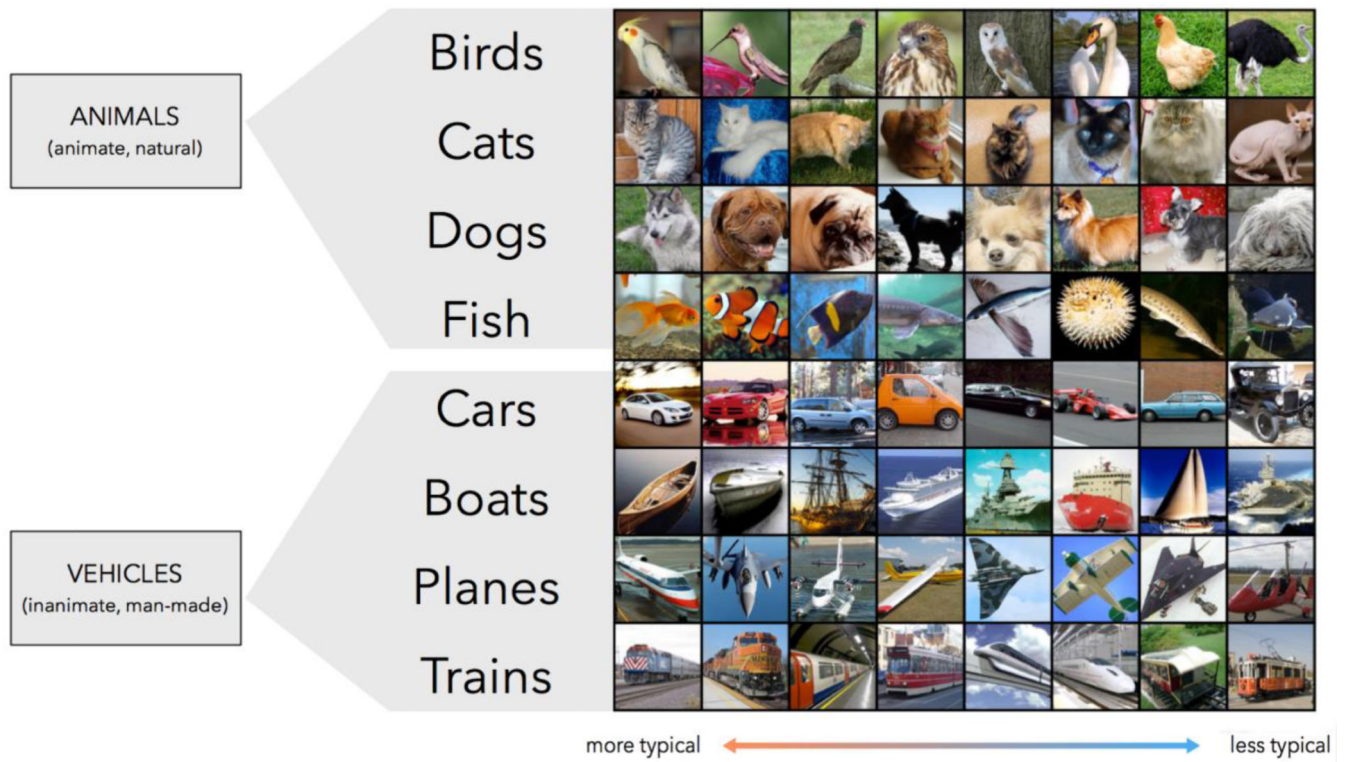 ANIMALS
(animate, natural)
Birds
Cats
Dogs
Fish
VEHICLES
(inanimate, man-made)
Cars
Boats
Planes
Trains
more typical
less typical